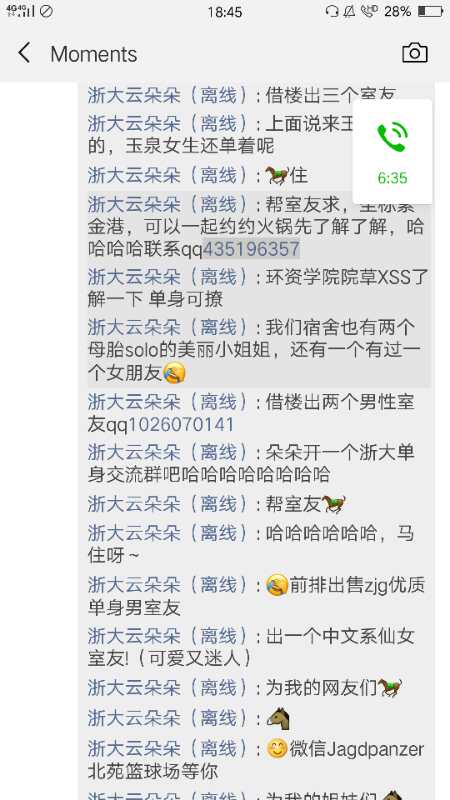 4G 4G 18:45 HD 28%
Moments
浙大云朵朵（离线）: 借楼出三个室友
浙大云朵朵（离线）: 上面说来王
的，玉泉女生还单着呢
6:35
浙大云朵朵（离线）: 🐎住
浙大云朵朵（离线）: 帮室友求，坐标紫
金港，可以一起约约火锅先了解了解，哈
哈哈哈联系qq435196357
浙大云朵朵（离线）: 环资学院院草XSS了
解一下 单身可撩
浙大云朵朵（离线）: 我们宿舍也有两个
母胎solo的美丽小姐姐，还有一个有过一
个女朋友🤣
浙大云朵朵（离线）: 借楼出两个男性室
友qq1026070141
浙大云朵朵（离线）: 朵朵开一个浙大单
身交流群吧哈哈哈哈哈哈哈哈
浙大云朵朵（离线）: 帮室友🐎
浙大云朵朵（离线）: 哈哈哈哈哈哈，马
住呀～
浙大云朵朵（离线）: 🤣前排出售zjg优质
单身男室友
浙大云朵朵（离线）: 出一个中文系仙女
室友!（可爱又迷人）
浙大云朵朵（离线）: 为我的网友们🐎
浙大云朵朵（离线）: 🐴
浙大云朵朵（离线）: 😊微信Jagdpanzer
北苑篮球场等你
浙大云朵朵（离线）: 为我的姐妹们🐴